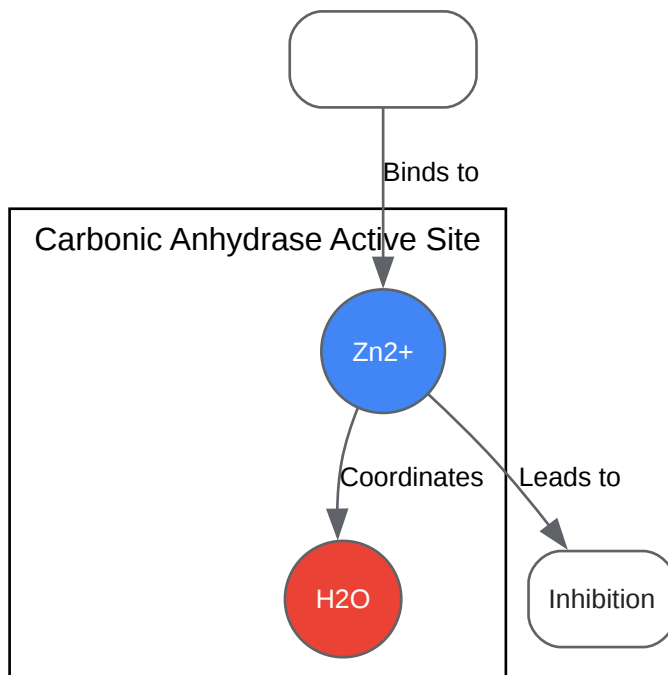 Binds to
Carbonic Anhydrase Active Site
Zn2+
Coordinates
Leads to
H2O
Inhibition